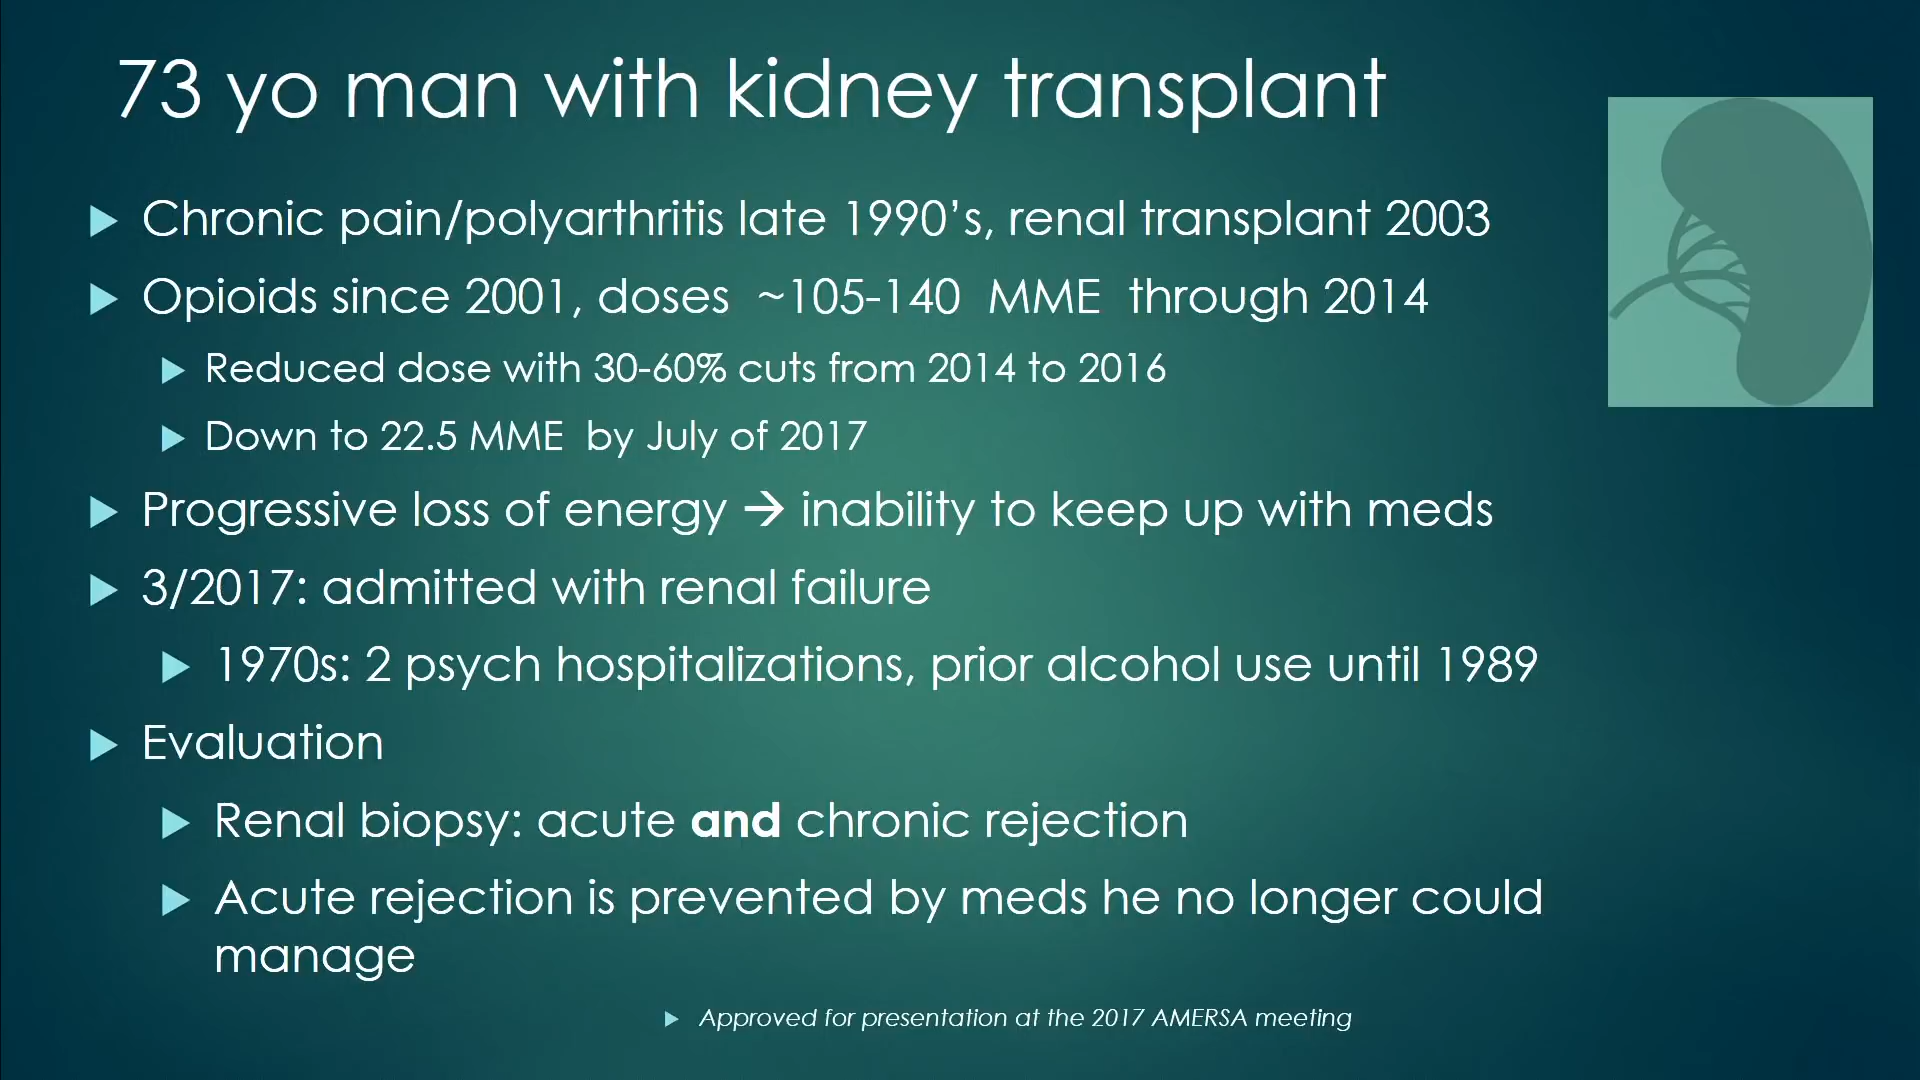 73 yo man with kidney transplant
Chronic pain/polyarthritis late 1990’s, renal transplant 2003
Opioids since 2001, doses ~105-140 MME through 2014
Reduced dose with 30-60% cuts from 2014 to 2016
Down to 22.5 MME by July of 2017
Progressive loss of energy → inability to keep up with meds
3/2017: admitted with renal failure
1970s: 2 psych hospitalizations, prior alcohol use until 1989
Evaluation
Renal biopsy: acute and chronic rejection
Acute rejection is prevented by meds he no longer could
manage
Approved for presentation at the 2017 AMERSA meeting